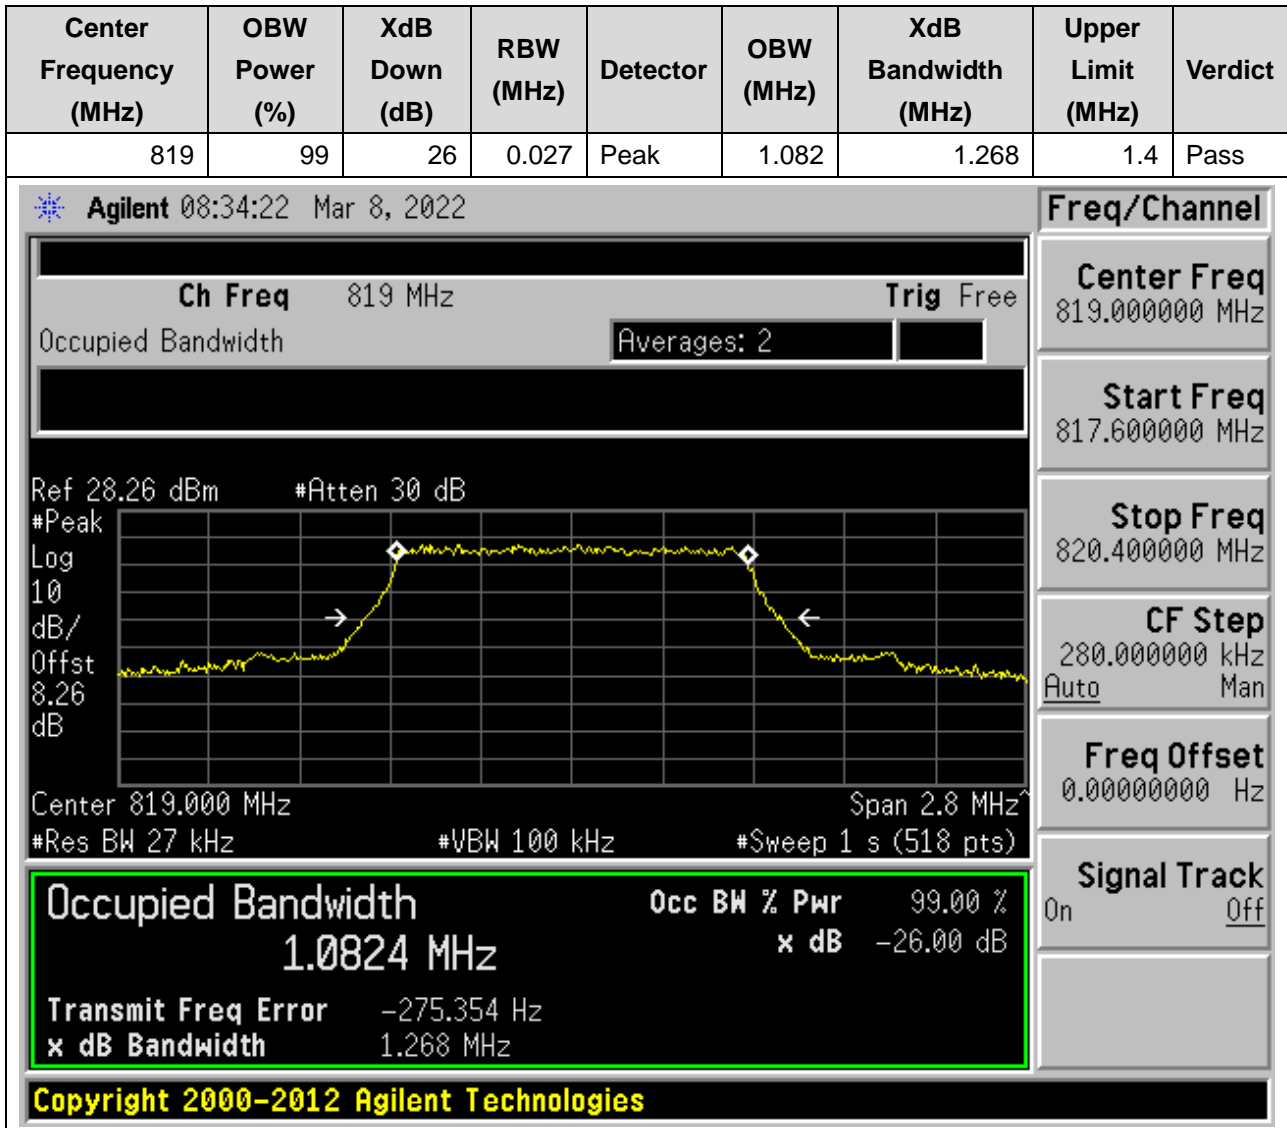 Center Frequency (MHz) OBW Power (%) XdB Down (dB) RBW (MHz) Detector OBW (MHz) XdB Bandwidth (MHz) Upper Limit (MHz) Verdict
819 99 26 0.027 Peak 1.082 1.268 1.4 Pass
Agilent 08:34:22 Mar 8, 2022
Ch Freq 819 MHz Trig Free
Occupied Bandwidth Averages: 2
Ref 28.26 dBm #Atten 30 dB
#Peak
Log
10
dB/
Offst
8.26
dB
Center 819.000 MHz Span 2.8 MHz^
#Res BW 27 kHz #VBW 100 kHz #Sweep 1 s (518 pts)
Occupied Bandwidth Occ BW % Pwr 99.00 %
1.0824 MHz x dB -26.00 dB
Transmit Freq Error -275.354 Hz
x dB Bandwidth 1.268 MHz
Copyright 2000-2012 Agilent Technologies
Freq/Channel
Center Freq
819.000000 MHz
Start Freq
817.600000 MHz
Stop Freq
820.400000 MHz
CF Step
280.000000 kHz
Auto Man
Freq Offset
0.00000000 Hz
Signal Track
On Off